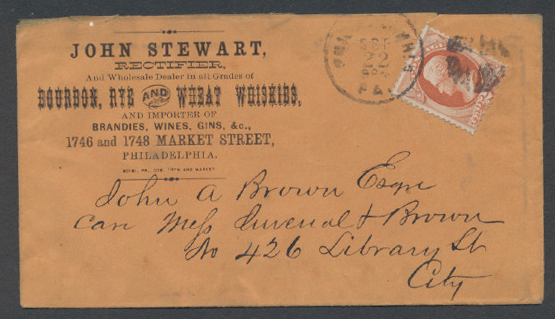 JOHN STEWART,
RECTIFIER,
And Wholesale Dealer in all Grades of
BOURBON, RYE AND WHEAT WHISKIES,
AND IMPORTER OF
BRANDIES, WINES, GINS, &c.,
1746 and 1748 MARKET STREET,
PHILADELPHIA.
SEP
22
PA.
John A Brown Esqr
Care Mess Juvenal & Brown
No 426 Library St
City